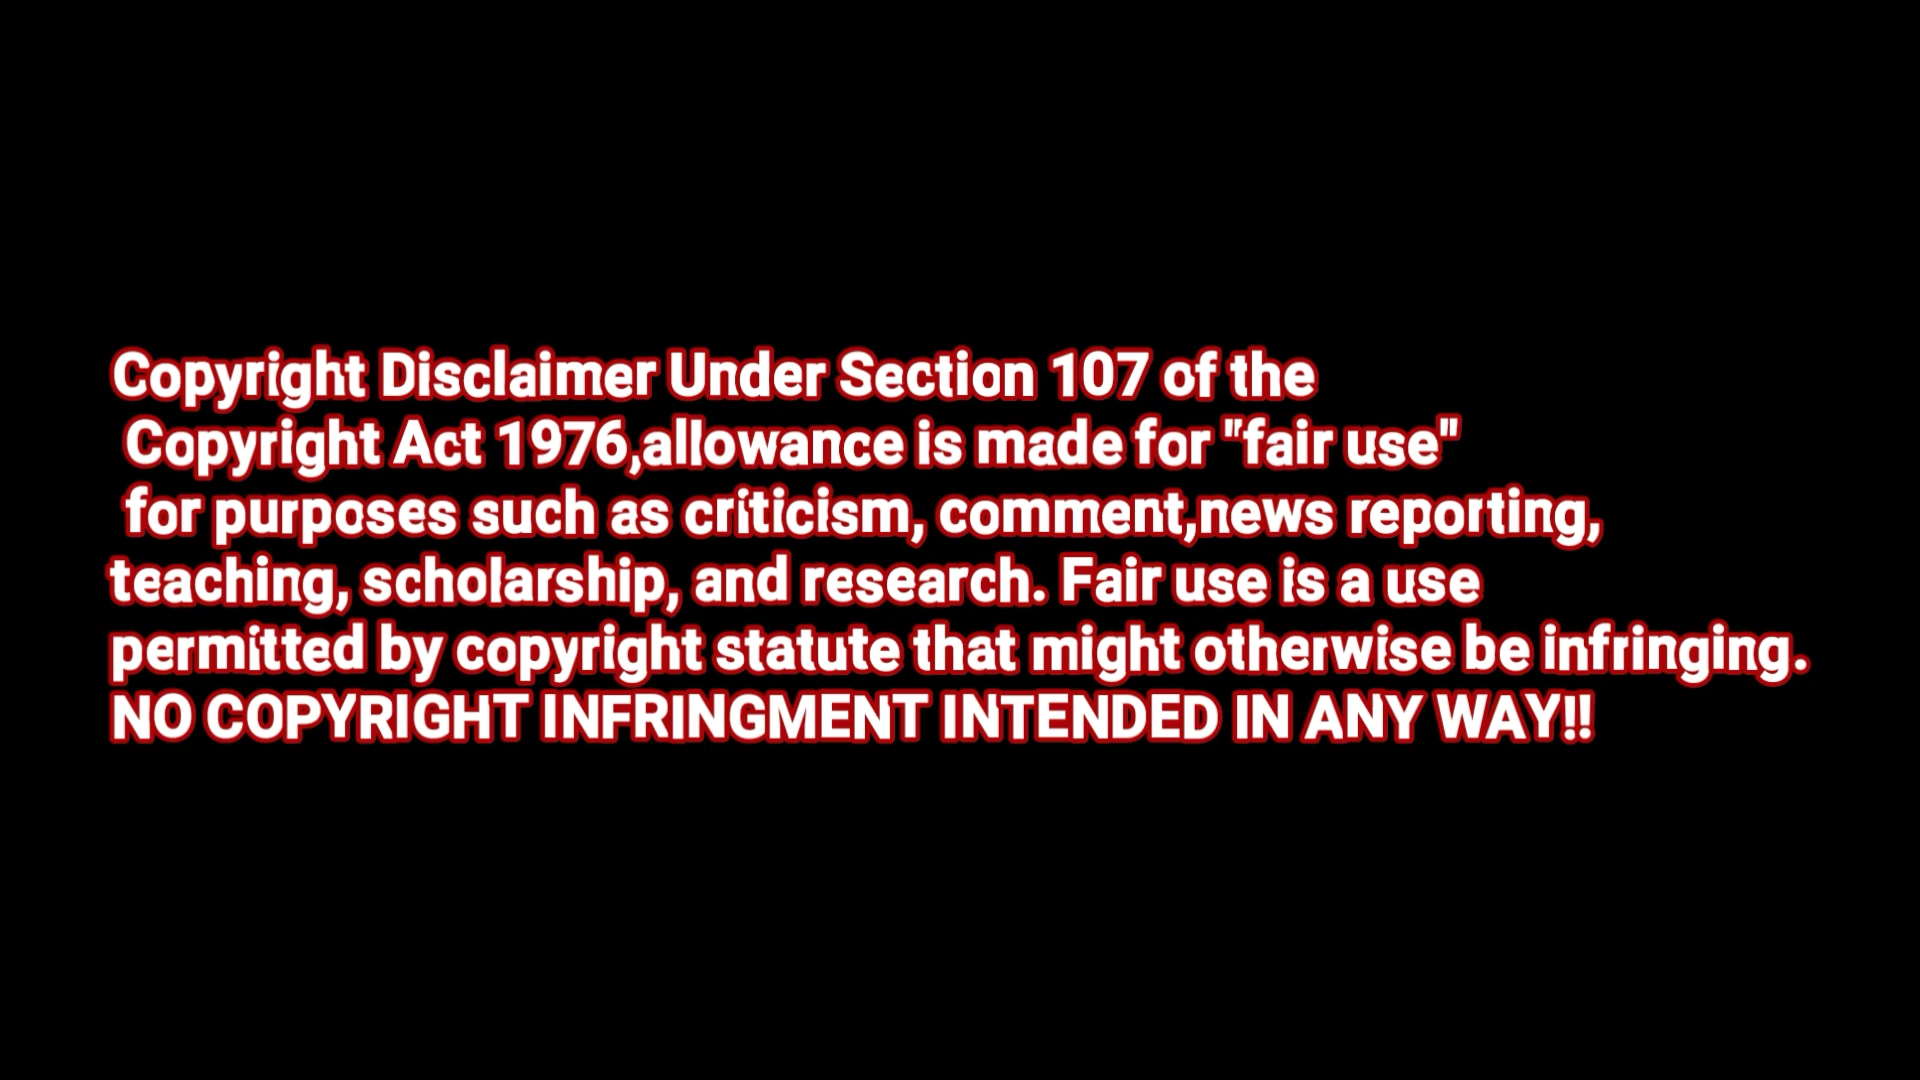 Copyright Disclaimer Under Section 107 of the
Copyright Act 1976,allowance is made for "fair use"
for purposes such as criticism, comment,news reporting,
teaching, scholarship, and research. Fair use is a use
permitted by copyright statute that might otherwise be infringing.
NO COPYRIGHT INFRINGMENT INTENDED IN ANY WAY!!